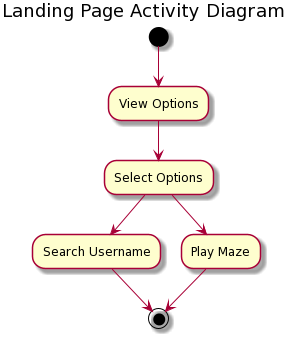 Landing Page Activity Diagram
View Options
Select Options
Search Username
Play Maze